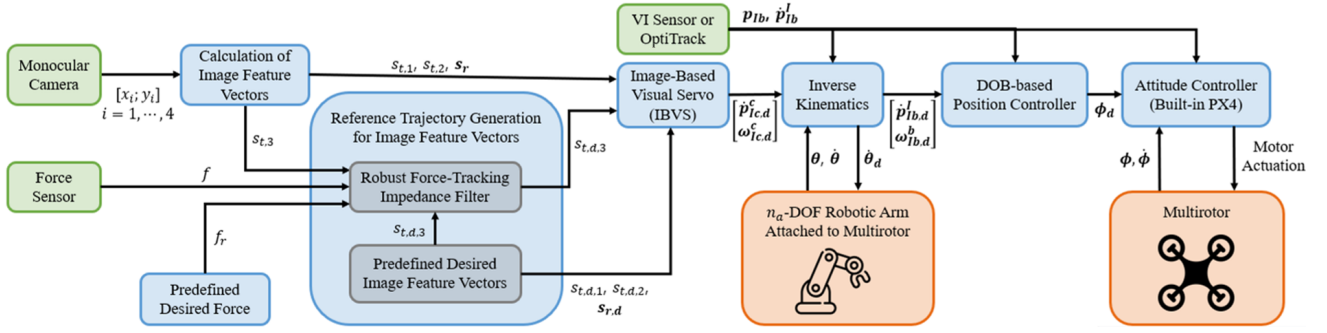 Monocular
Camera
[x_i; y_i]
i = 1, ⋯, 4
Calculation of
Image Feature
Vectors
s_{t,1}, s_{t,2}, s_r
s_{t,3}
Force
Sensor
f
f_r
Predefined
Desired Force
Reference Trajectory Generation
for Image Feature Vectors
Robust Force-Tracking
Impedance Filter
s_{t,d,3}
Predefined Desired
Image Feature Vectors
s_{t,d,3}
s_{t,d,1}, s_{t,d,2},
s_{r,d}
VI Sensor or
OptiTrack
p_{Ib}, ṗ^I_{Ib}
Image-Based
Visual Servo
(IBVS)
[ṗ^c_{Ic,d}
ω^c_{Ic,d}]
Inverse
Kinematics
[ṗ^I_{Ib,d}
ω^b_{Ib,d}]
θ, θ̇
θ̇_d
n_a-DOF Robotic Arm
Attached to Multirotor
DOB-based
Position Controller
ϕ_d
Attitude Controller
(Built-in PX4)
ϕ, ϕ̇
Motor
Actuation
Multirotor